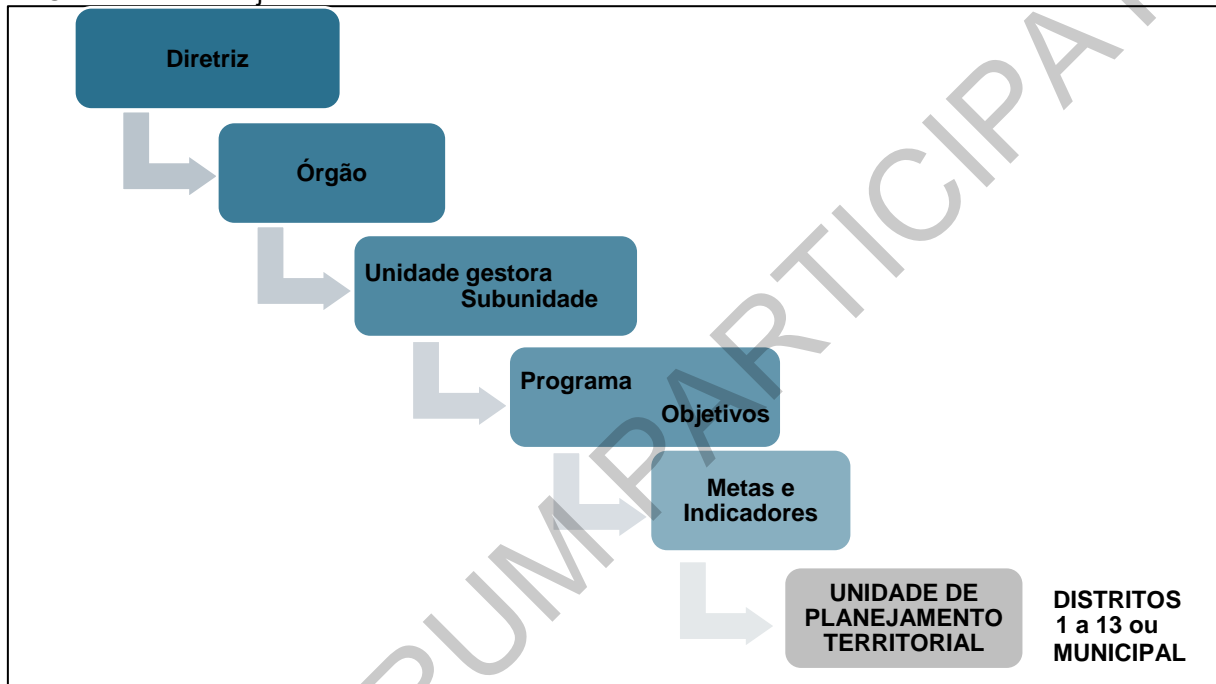 Diretriz
Órgão
Unidade gestora
Subunidade
Programa
Objetivos
Metas e
Indicadores
UNIDADE DE
PLANEJAMENTO
TERRITORIAL
DISTRITOS
1 a 13 ou
MUNICIPAL